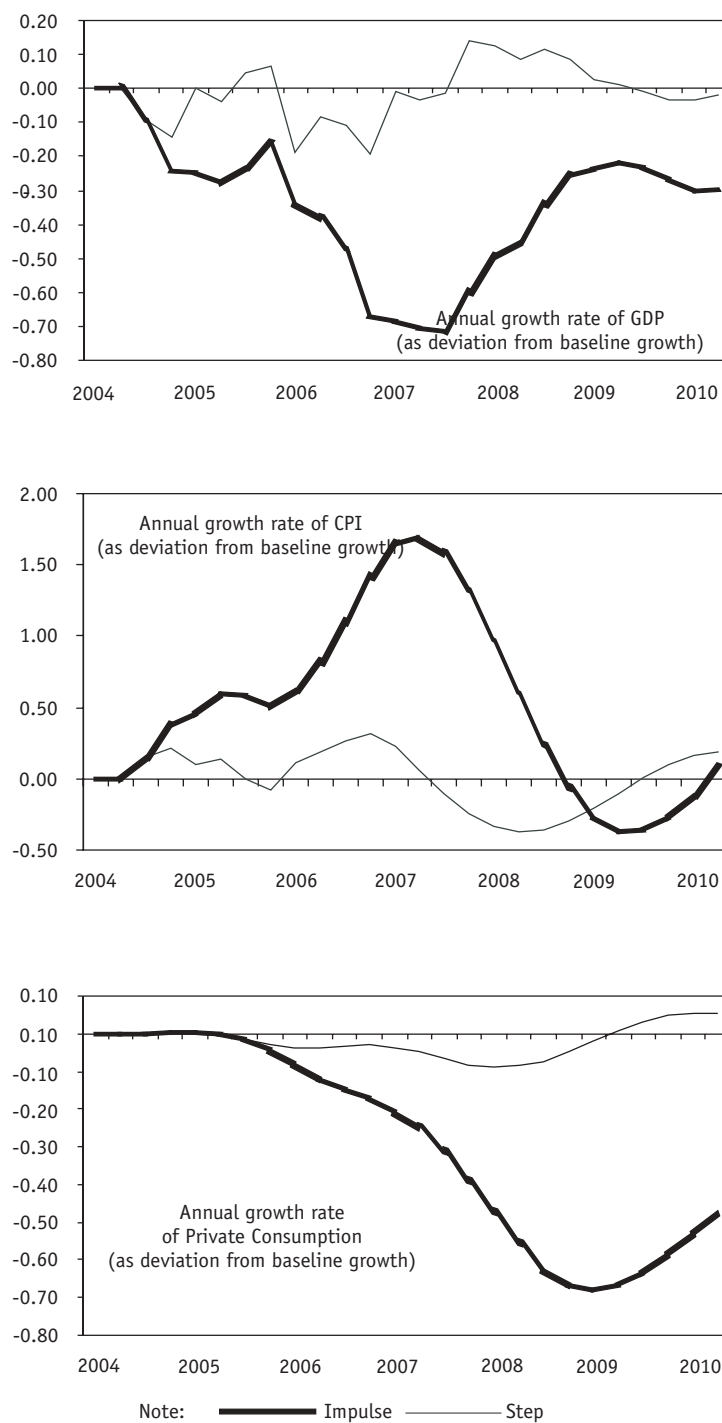 0.20
0.10
0.00
-0.10
-0.20
-0.30
-0.40
-0.50
-0.60
-0.70
-0.80
Annual growth rate of GDP
(as deviation from baseline growth)
2004 2005 2006 2007 2008 2009 2010
2.00
1.50
1.00
0.50
0.00
-0.50
Annual growth rate of CPI
(as deviation from baseline growth)
2004 2005 2006 2007 2008 2009 2010
0.10
0.10
-0.10
-0.20
-0.30
-0.40
-0.50
-0.60
-0.70
-0.80
Annual growth rate
of Private Consumption
(as deviation from baseline growth)
2004 2005 2006 2007 2008 2009 2010
Note: Impulse Step